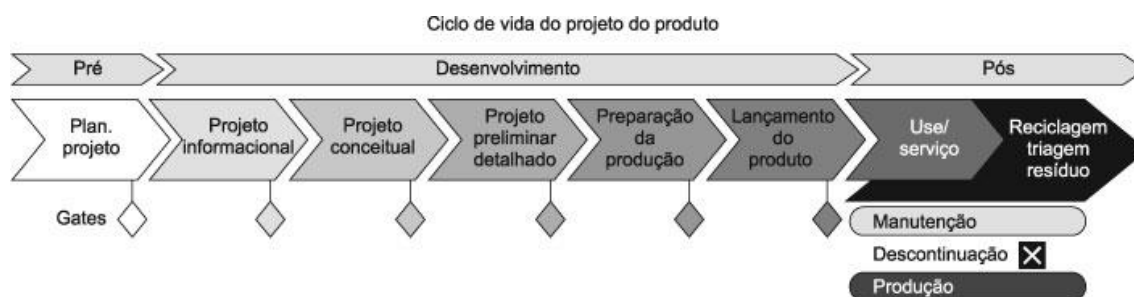 Ciclo de vida do projeto do produto
Pré
Desenvolvimento
Pós
Plan.
projeto
Projeto
informacional
Projeto
conceitual
Projeto
preliminar
detalhado
Preparação
da
produção
Lançamento
do
produto
Use/
serviço
Reciclagem
triagem
resíduo
Gates
Manutenção
Descontinuação
Produção